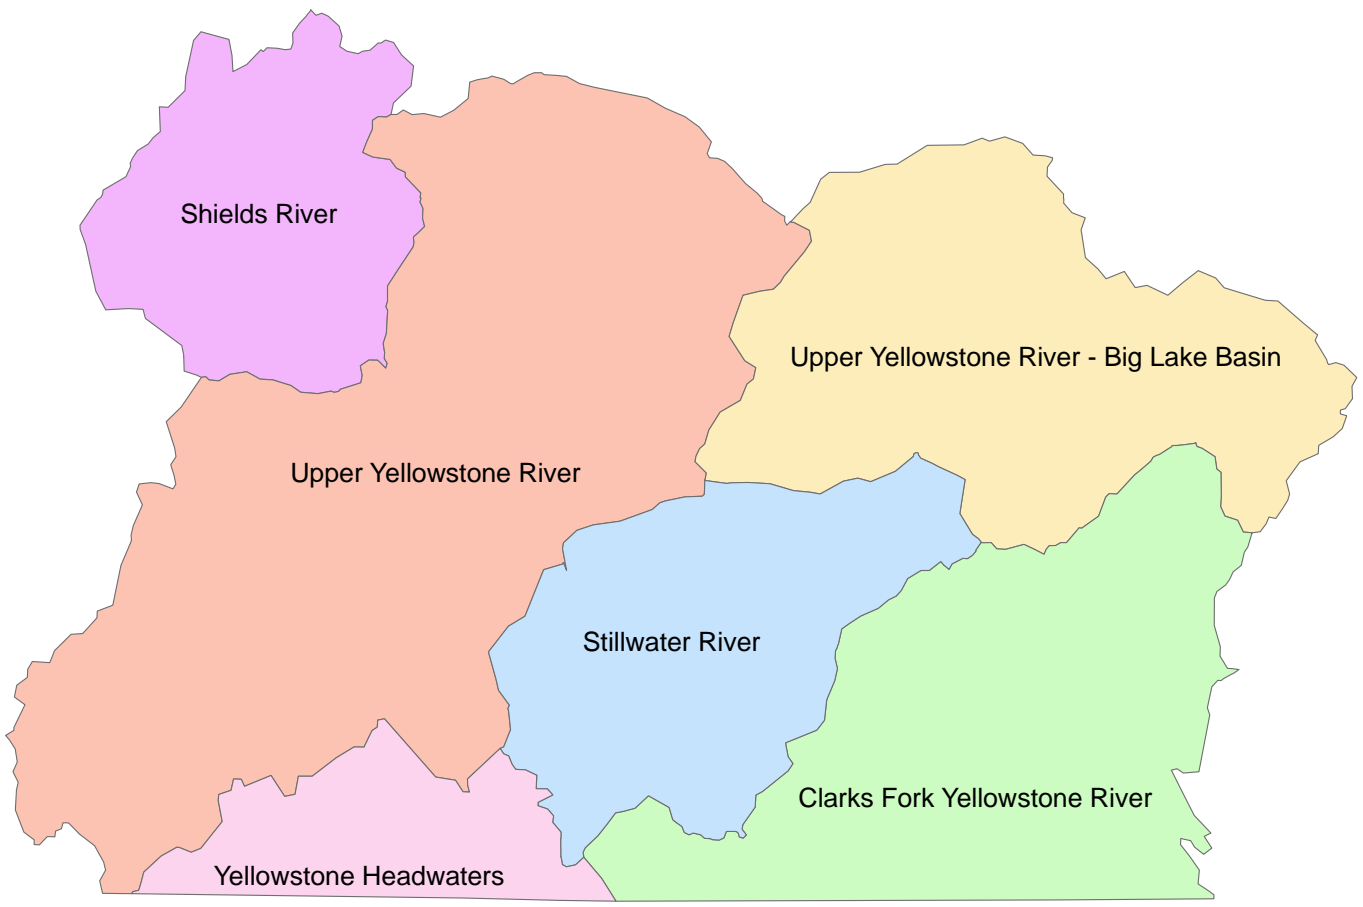 Shields River
Upper Yellowstone River - Big Lake Basin
Upper Yellowstone River
Stillwater River
Clarks Fork Yellowstone River
Yellowstone Headwaters